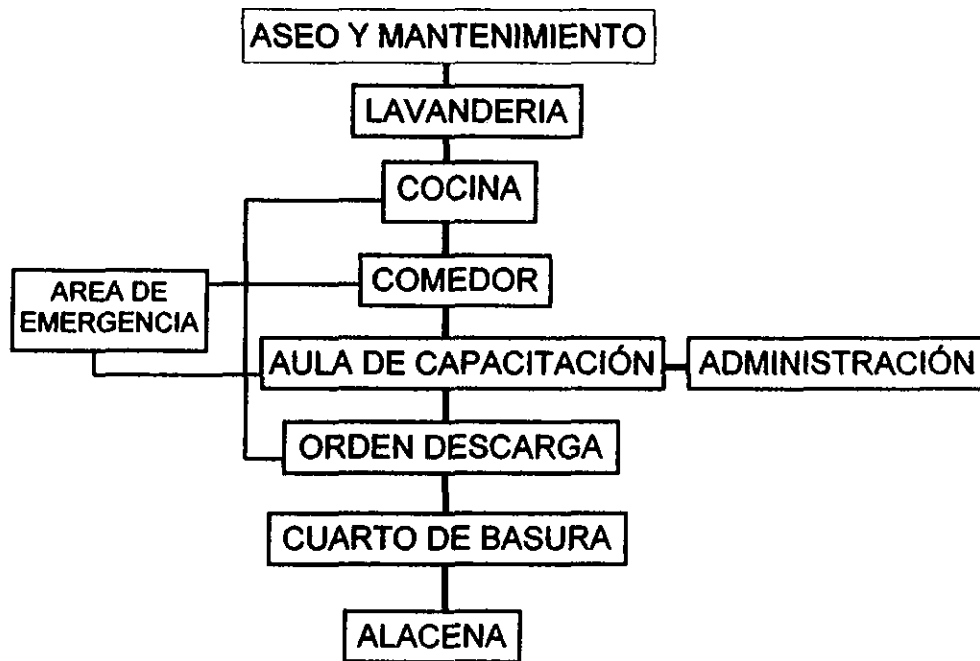 ASEO Y MANTENIMIENTO
LAVANDERIA
COCINA
COMEDOR
AREA DE
EMERGENCIA
AULA DE CAPACITACIÓN
ADMINISTRACIÓN
ORDEN DESCARGA
CUARTO DE BASURA
ALACENA